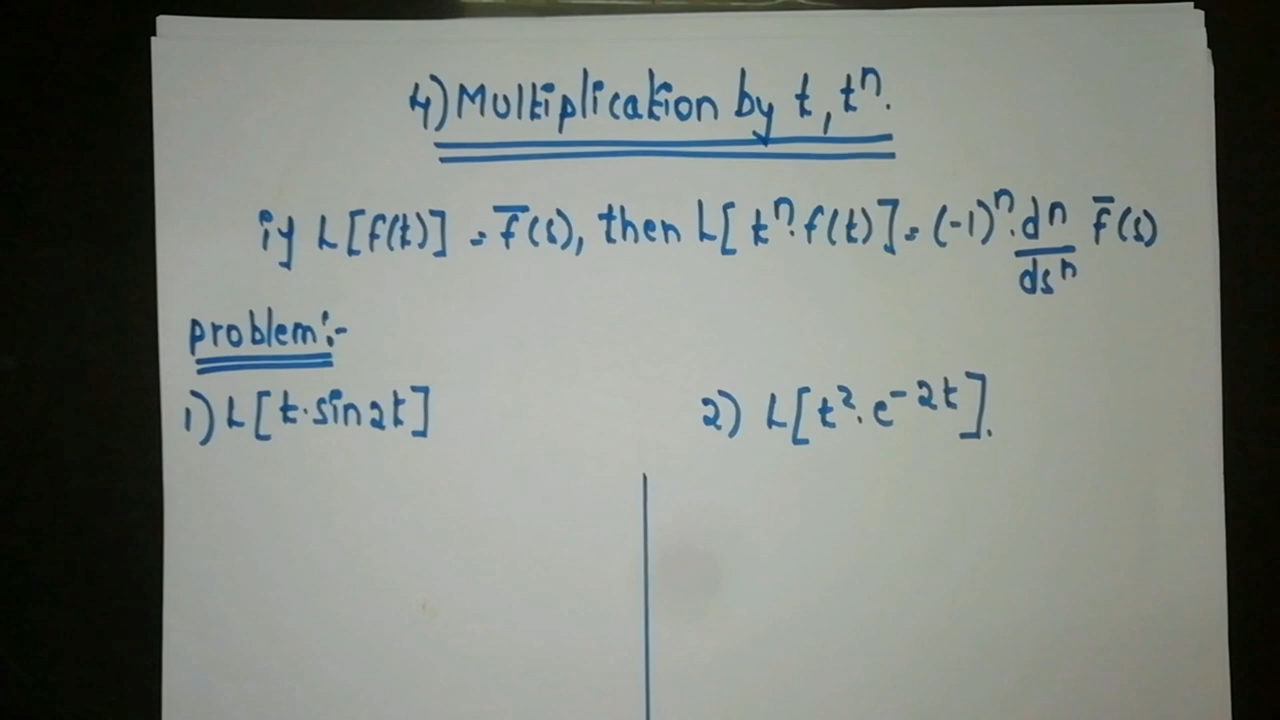 4) Multiplication by t, tⁿ.
if L[f(t)] = f̄(s), then L[tⁿ. f(t)] = (-1)ⁿ. dⁿ/dsⁿ f̄(s)
problem:-
1) L[t. sin2t]
2) L[t². e⁻²ᵗ].